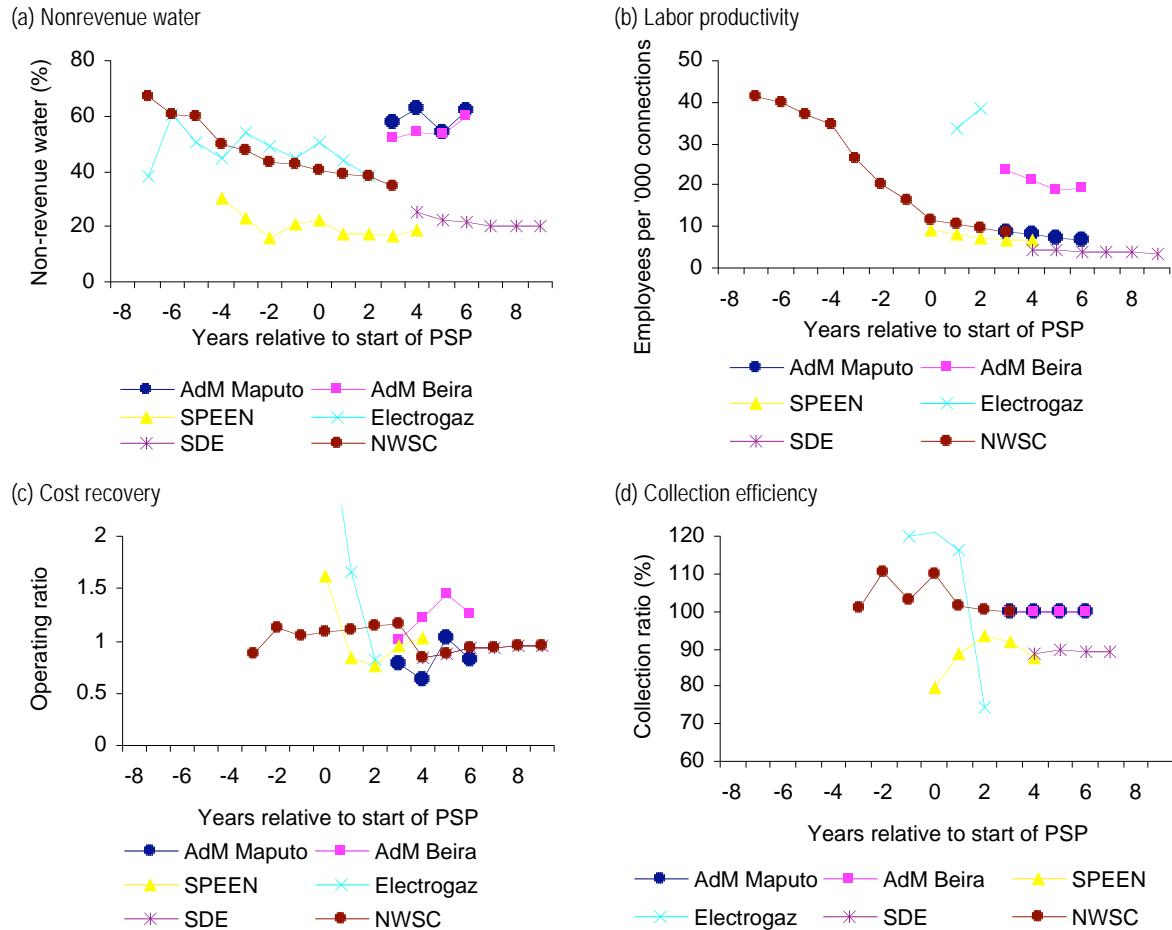 (a) Nonrevenue water
Non-revenue water (%)
80
60
40
20
0
-8 -6 -4 -2 0 2 4 6 8
Years relative to start of PSP
AdM Maputo AdM Beira
SPEEN Electrogaz
SDE NWSC
(b) Labor productivity
Employees per '000 connections
50
40
30
20
10
0
-8 -6 -4 -2 0 2 4 6 8
Years relative to start of PSP
AdM Maputo AdM Beira
SPEEN Electrogaz
SDE NWSC
(c) Cost recovery
Operating ratio
2
1.5
1
0.5
0
-8 -6 -4 -2 0 2 4 6 8
Years relative to start of PSP
AdM Maputo AdM Beira
SPEEN Electrogaz
SDE NWSC
(d) Collection efficiency
Collection ratio (%)
120
110
100
90
80
70
60
-8 -6 -4 -2 0 2 4 6 8
Years relative to start of PSP
AdM Maputo AdM Beira SPEEN
Electrogaz SDE NWSC